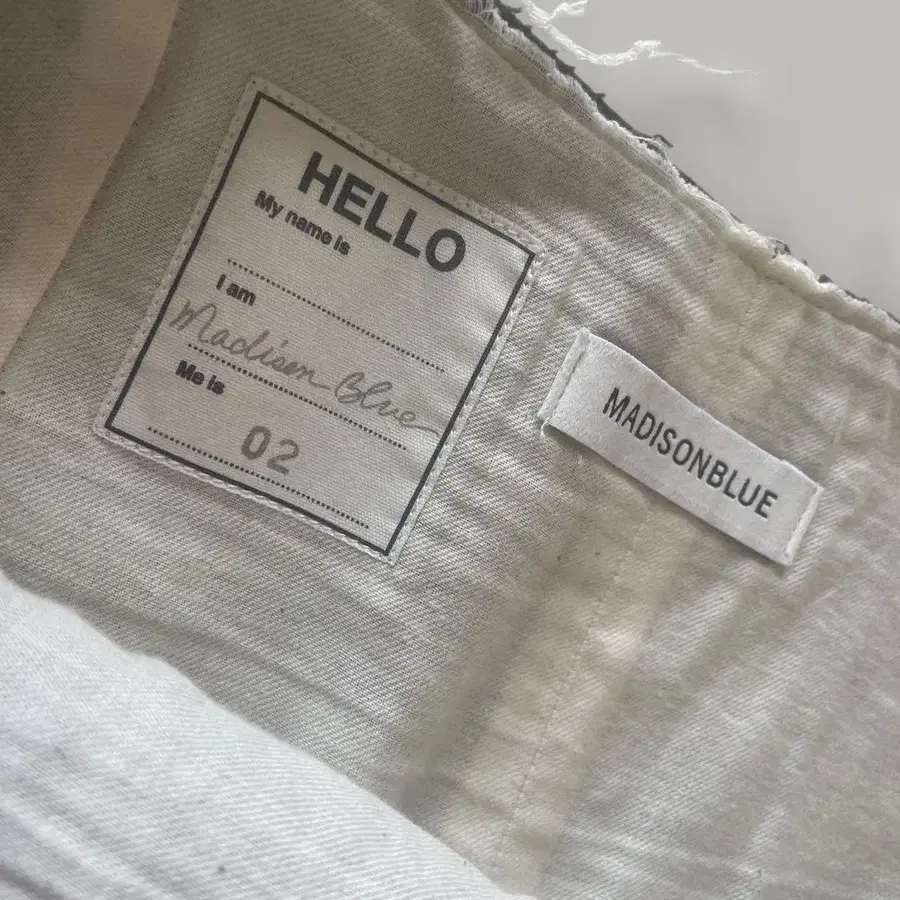 HELLO
My name is
I am
Madison Blue
Me is
02
MADISONBLUE